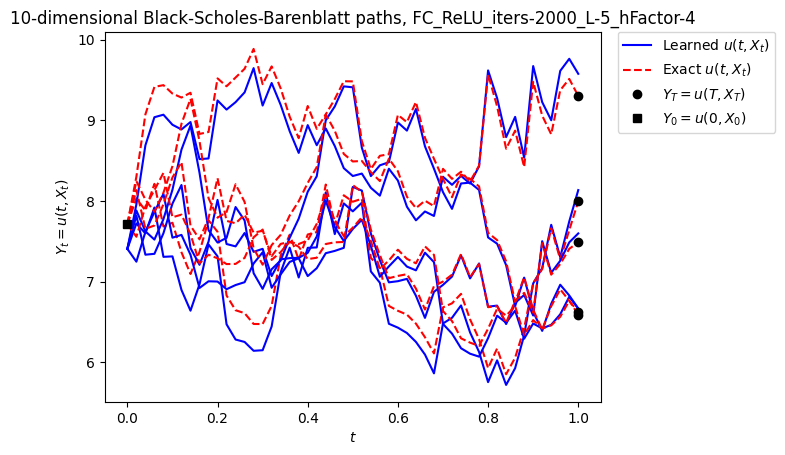 10-dimensional Black-Scholes-Barenblatt paths, FC_ReLU_iters-2000_L-5_hFactor-4
Learned u(t, X_t)
Exact u(t, X_t)
Y_T = u(T, X_T)
Y_0 = u(0, X_0)
Y_t = u(t, X_t)
10
9
8
7
6
0.0 0.2 0.4 0.6 0.8 1.0
t